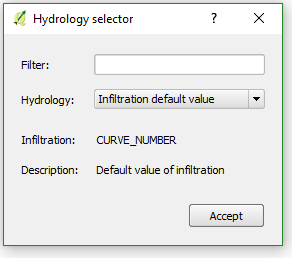 Hydrology selector ?
Filter:
Hydrology: Infiltration default value
Infiltration: CURVE_NUMBER
Description: Default value of infiltration
Accept